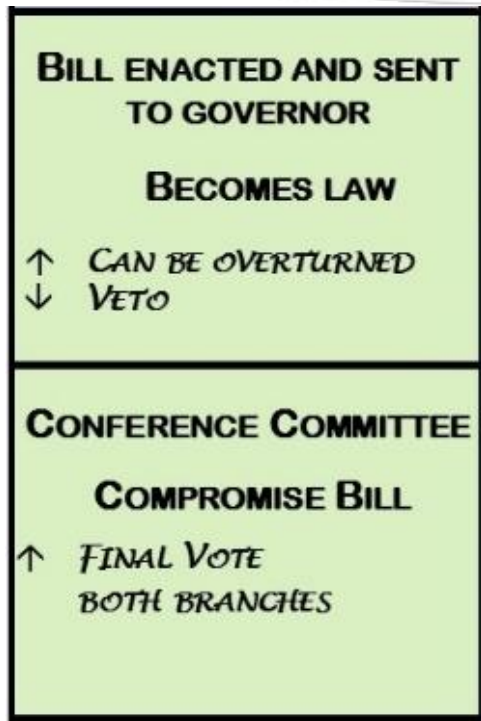 BILL ENACTED AND SENT
TO GOVERNOR
BECOMES LAW
↑ CAN BE OVERTURNED
↓ VETO
CONFERENCE COMMITTEE
COMPROMISE BILL
↑ FINAL VOTE
BOTH BRANCHES